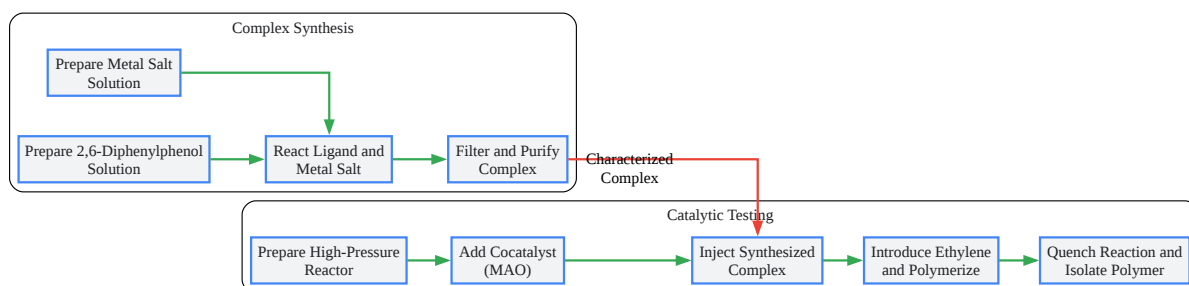 Complex Synthesis
Prepare Metal Salt
Solution
Prepare 2,6-Diphenylphenol
Solution
React Ligand and
Metal Salt
Filter and Purify
Complex
Characterized
Complex
Catalytic Testing
Prepare High-Pressure
Reactor
Add Cocatalyst
(MAO)
Inject Synthesized
Complex
Introduce Ethylene
and Polymerize
Quench Reaction and
Isolate Polymer